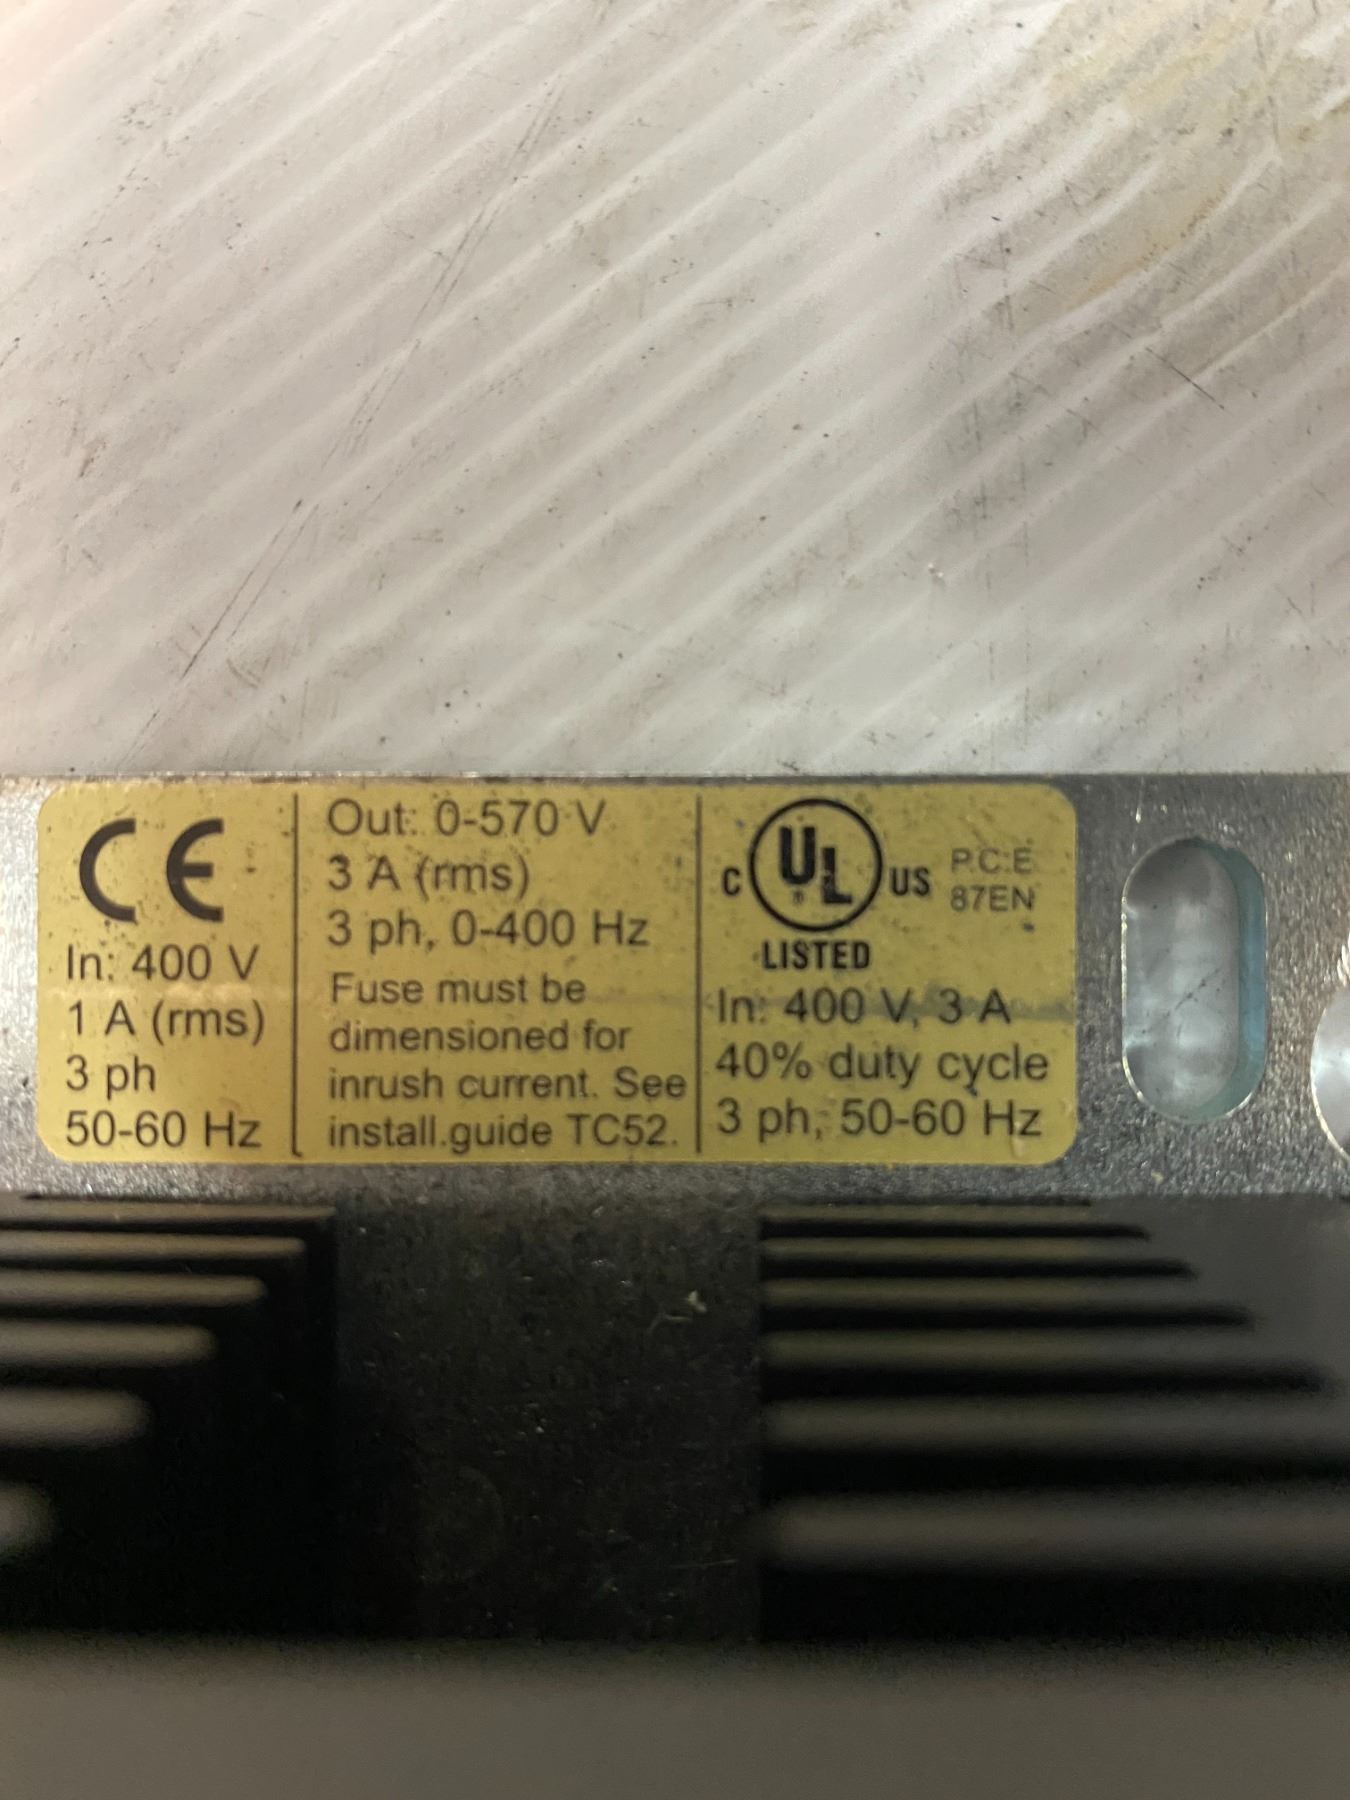 CE
In: 400 V
1 A (rms)
3 ph
50-60 Hz
Out: 0-570 V
3 A (rms)
3 ph, 0-400 Hz
Fuse must be
dimensioned for
inrush current. See
install.guide TC52.
C UL ® US
LISTED
P.C.E
87EN
In: 400 V, 3 A
40% duty cycle
3 ph, 50-60 Hz